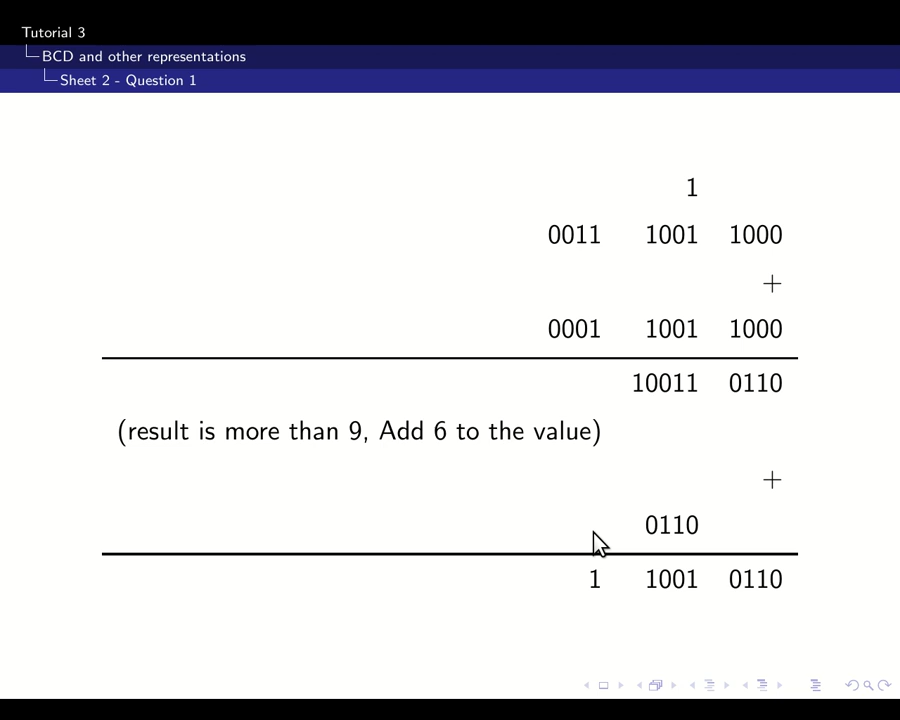 Tutorial 3
BCD and other representations
Sheet 2 - Question 1
1
0011 1001 1000
+
0001 1001 1000
10011 0110
(result is more than 9, Add 6 to the value)
+
0110
1 1001 0110